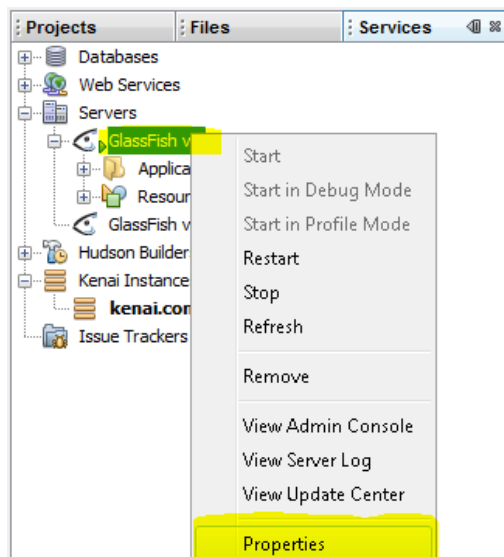 Projects
Files
Services
Databases
Web Services
Servers
GlassFish v
Start
Applica
Start in Debug Mode
Resour
Start in Profile Mode
GlassFish v
Hudson Builder
Restart
Kenai Instance
Stop
kenai.con
Refresh
Issue Trackers
Remove
View Admin Console
View Server Log
View Update Center
Properties